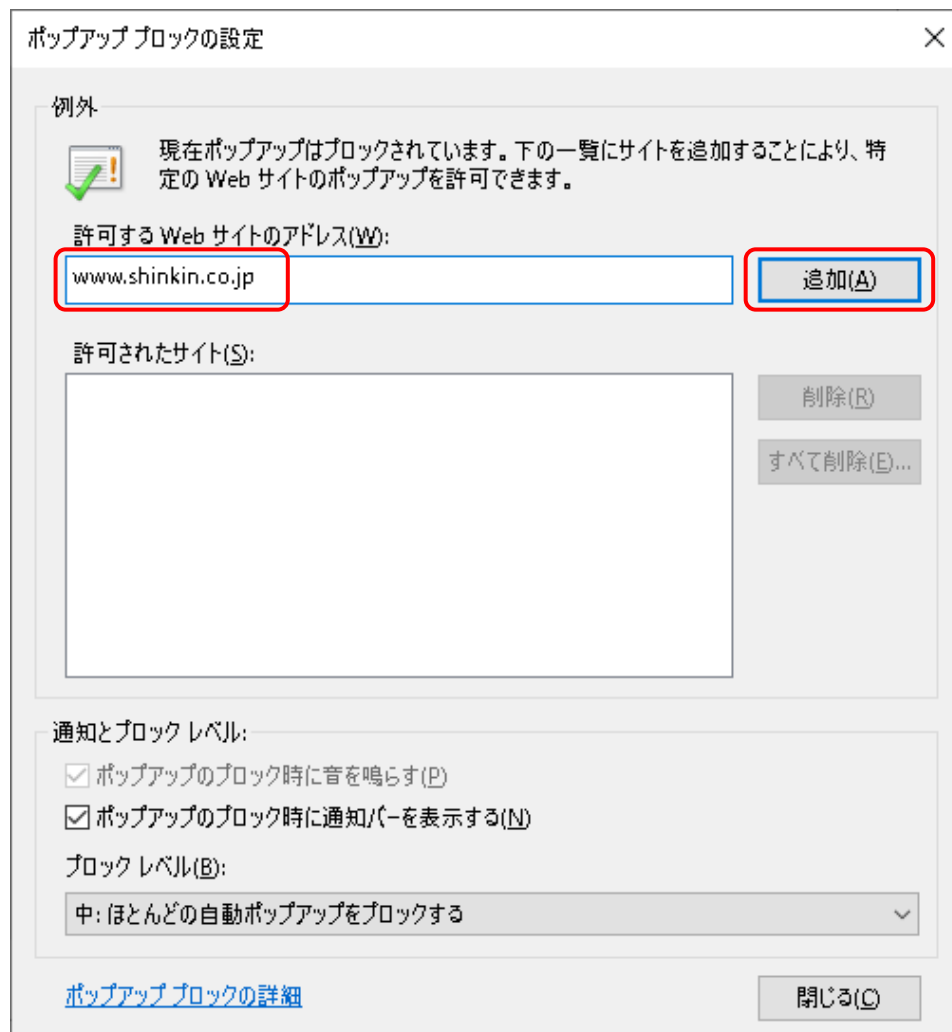 ポップアップ ブロックの設定
例外
現在ポップアップはブロックされています。下の一覧にサイトを追加することにより、特
定の Web サイトのポップアップを許可できます。
許可する Web サイトのアドレス(W):
www.shinkin.co.jp
追加(A)
許可されたサイト(S):
削除(R)
すべて削除(E)...
通知とブロック レベル:
ポップアップのブロック時に音を鳴らす(P)
ポップアップのブロック時に通知バーを表示する(N)
ブロック レベル(B):
中: ほとんどの自動ポップアップをブロックする
ポップアップ ブロックの詳細
閉じる(C)